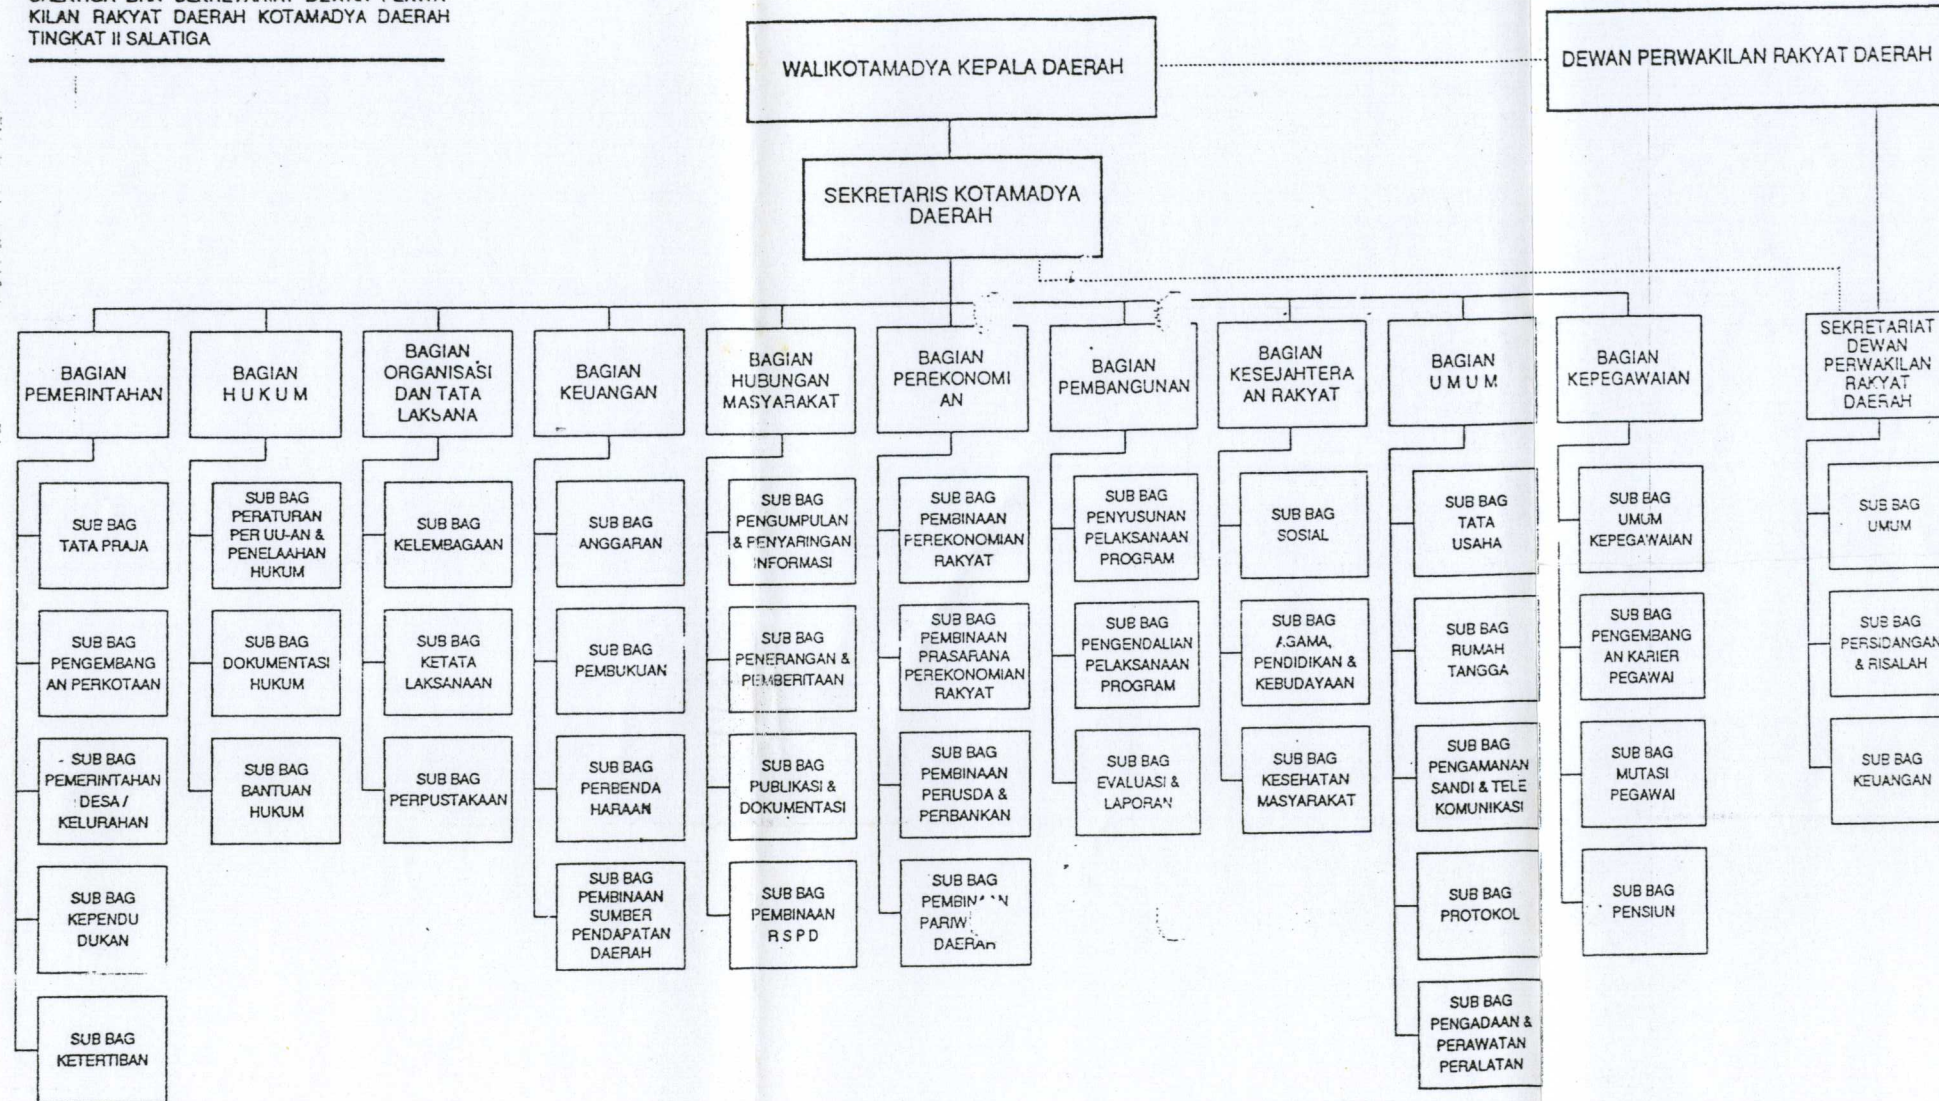 KILAN RAKYAT DAERAH KOTAMADYA DAERAH
TINGKAT II SALATIGA
WALIKOTAMADYA KEPALA DAERAH
DEWAN PERWAKILAN RAKYAT DAERAH
SEKRETARIS KOTAMADYA
DAERAH
BAGIAN
PEMERINTAHAN
BAGIAN
H U K U M
BAGIAN
ORGANISASI
DAN TATA
LAKSANA
BAGIAN
KEUANGAN
BAGIAN
HUBUNGAN
MASYARAKAT
BAGIAN
PEREKONOMI
AN
BAGIAN
PEMBANGUNAN
BAGIAN
KESEJAHTERA
AN RAKYAT
BAGIAN
U M U M
BAGIAN
KEPEGAWAIAN
SEKRETARIAT
DEWAN
PERWAKILAN
RAKYAT
DAERAH
SUB BAG
TATA PRAJA
SUB BAG
PERATURAN
PER UU-AN &
PENELAAHAN
HUKUM
SUB BAG
KELEMBAGAAN
SUB BAG
ANGGARAN
SUB BAG
PENGUMPULAN
& PENYARINGAN
INFORMASI
SUB BAG
PEMBINAAN
PEREKONOMIAN
RAKYAT
SUB BAG
PENYUSUNAN
PELAKSANAAN
PROGRAM
SUB BAG
SOSIAL
SUB BAG
TATA
USAHA
SUB BAG
UMUM
KEPEGAWAIAN
SUB BAG
UMUM
SUB BAG
PENGEMBANG
AN PERKOTAAN
SUB BAG
DOKUMENTASI
HUKUM
SUB BAG
KETATA
LAKSANAAN
SUB BAG
PEMBUKUAN
SUB BAG
PENERANGAN &
PEMBERITAAN
SUB BAG
PEMBINAAN
PRASARANA
PEREKONOMIAN
RAKYAT
SUB BAG
PENGENDALIAN
PELAKSANAAN
PROGRAM
SUB BAG
AGAMA,
PENDIDIKAN &
KEBUDAYAAN
SUB BAG
RUMAH
TANGGA
SUB BAG
PENGEMBANG
AN KARIER
PEGAWAI
SUB BAG
PERSIDANGAN
& RISALAH
SUB BAG
PEMERINTAHAN
DESA /
KELURAHAN
SUB BAG
BANTUAN
HUKUM
SUB BAG
PERPUSTAKAAN
SUB BAG
PERBENDA
HARAAN
SUB BAG
PUBLIKASI &
DOKUMENTASI
SUB BAG
PEMBINAAN
PERUSDA &
PERBANKAN
SUB BAG
EVALUASI &
LAPORAN
SUB BAG
KESEHATAN
MASYARAKAT
SUB BAG
PENGAMANAN
SANDI & TELE
KOMUNIKASI
SUB BAG
MUTASI
PEGAWAI
SUB BAG
KEUANGAN
SUB BAG
KEPENDU
DUKAN
SUB BAG
PEMBINAAN
SUMBER
PENDAPATAN
DAERAH
SUB BAG
PEMBINAAN
R S P D
SUB BAG
PEMBINAAN
DAERAH
SUB BAG
PROTOKOL
SUB BAG
PENSIUN
SUB BAG
KETERTIBAN
SUB BAG
PENGADAAN &
PERAWATAN
PERALATAN